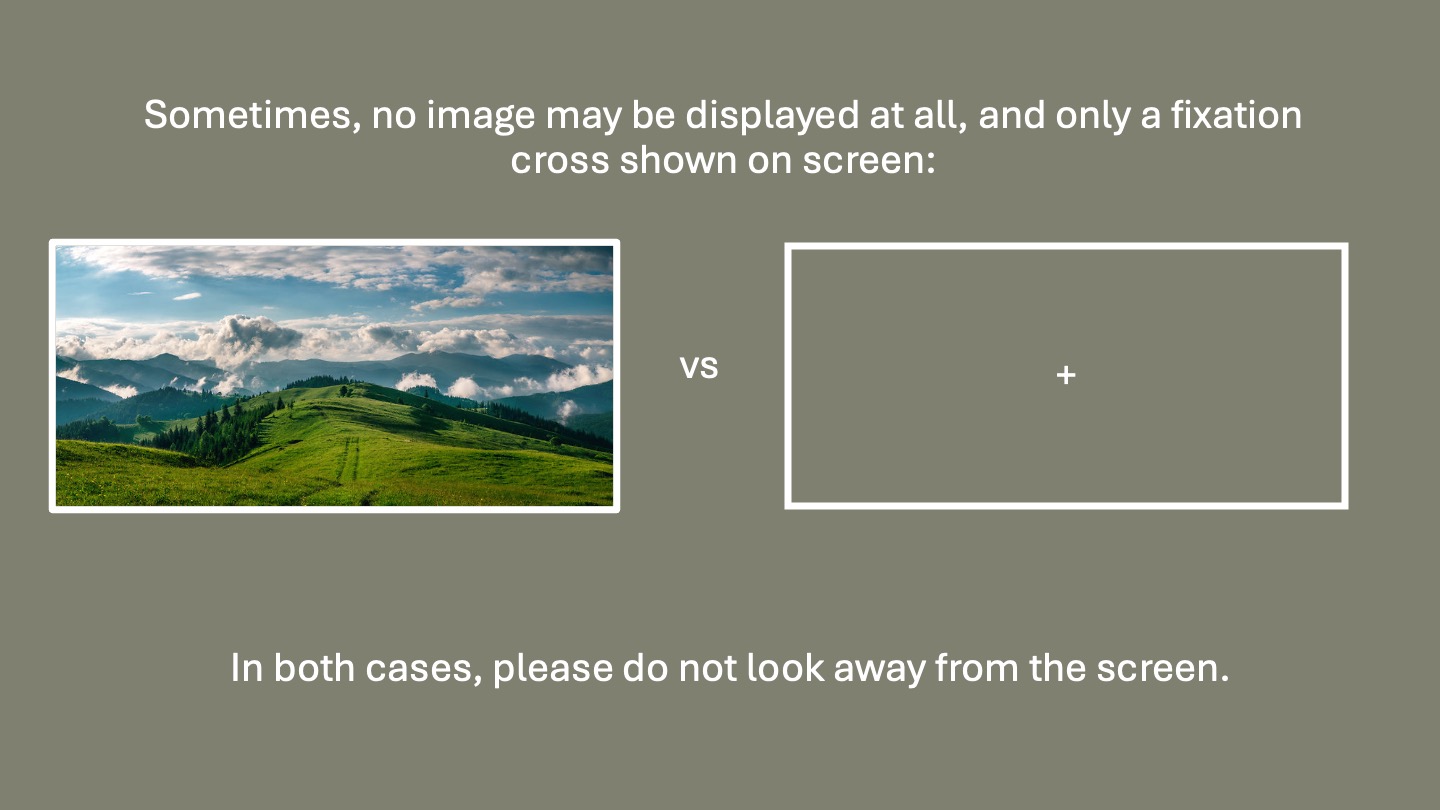 Sometimes, no image may be displayed at all, and only a fixation
cross shown on screen:
vs
+
In both cases, please do not look away from the screen.